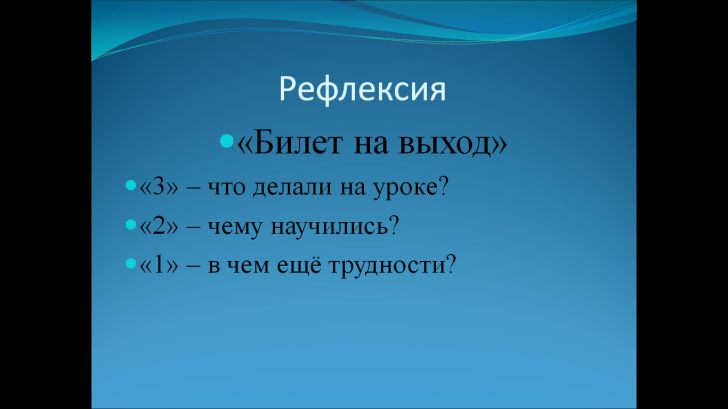 Рефлексия
«Билет на выход»
«3» – что делали на уроке?
«2» – чему научились?
«1» – в чем ещё трудности?